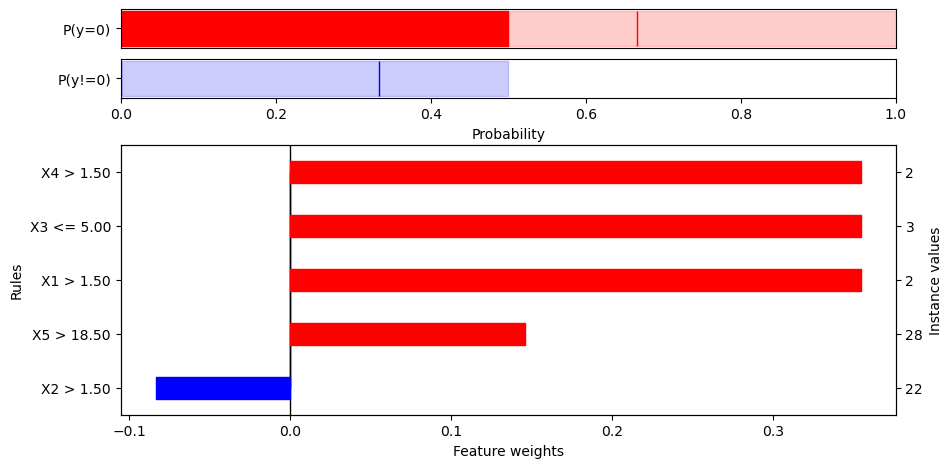 P(y=0)
P(y!=0)
0.0 0.2 0.4 0.6 0.8 1.0
Probability
X4 > 1.50 2
X3 <= 5.00 3
X1 > 1.50 2
X5 > 18.50 28
X2 > 1.50 22
Rules
Instance values
−0.1 0.0 0.1 0.2 0.3
Feature weights